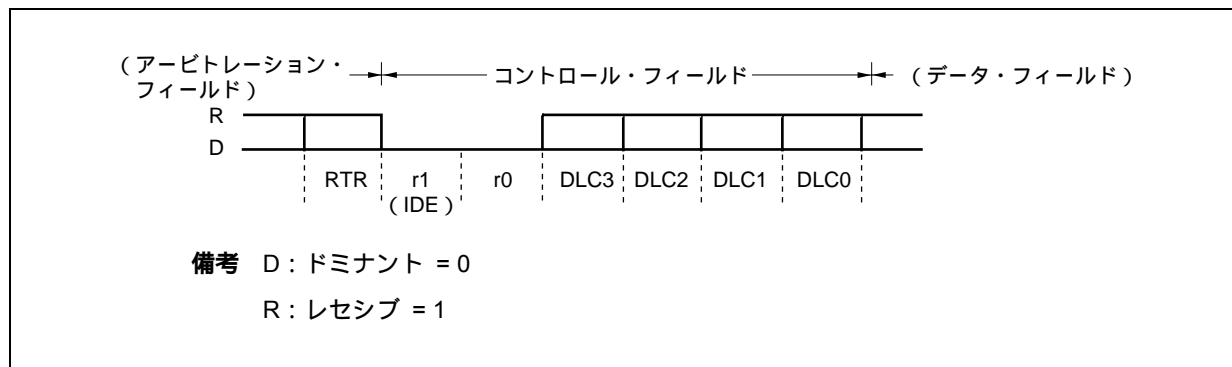 （アービトレーション・
フィールド）
コントロール・フィールド
（データ・フィールド）
R
D
RTR r1 r0 DLC3 DLC2 DLC1 DLC0
（IDE）
備考 D：ドミナント = 0
R：レセシブ = 1